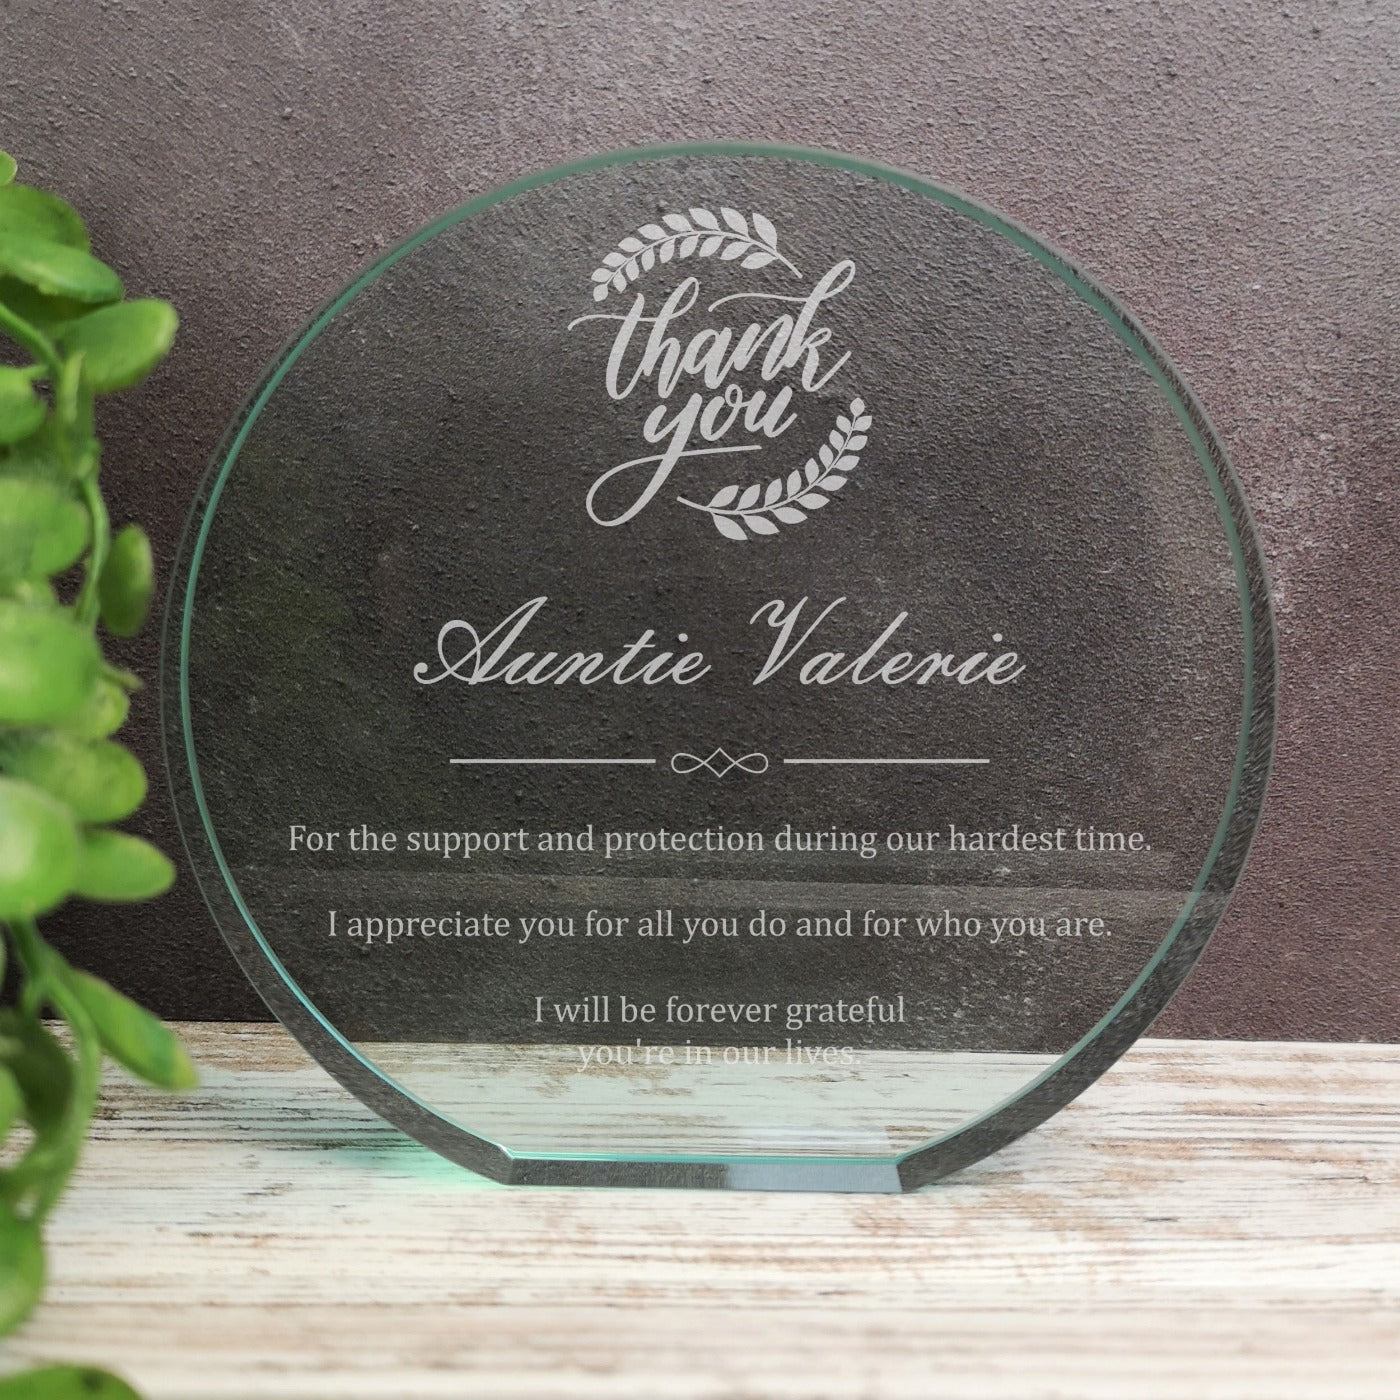 thank
you
Auntie Valerie
For the support and protection during our hardest time.
I appreciate you for all you do and for who you are.
I will be forever grateful
you're in our lives.